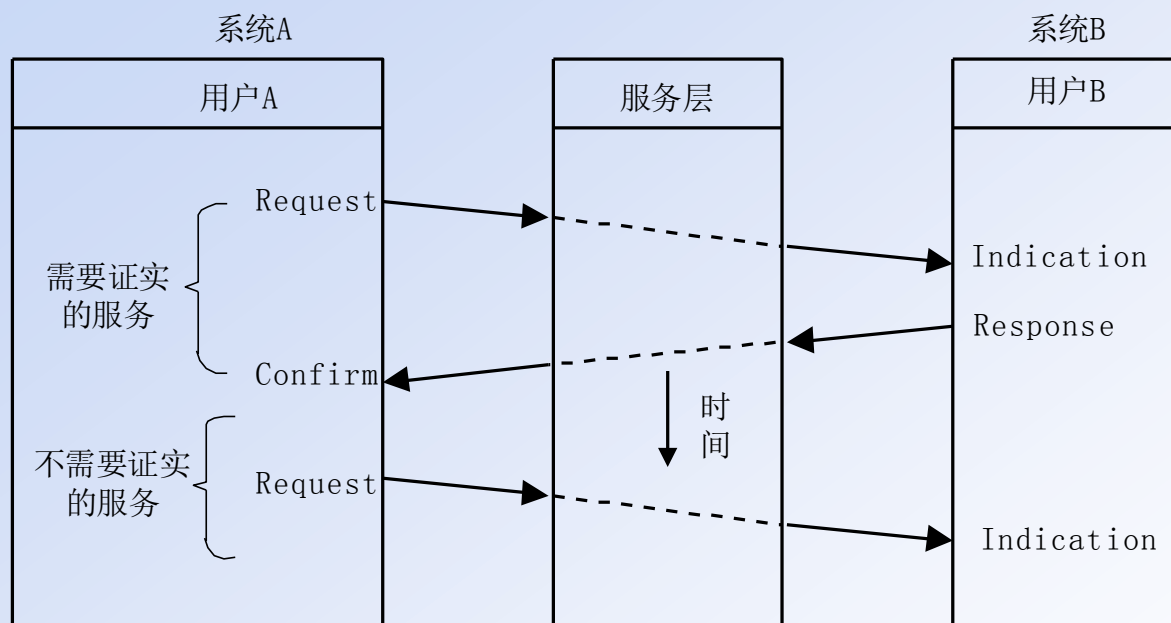 系统A
系统B
用户A
服务层
用户B
Request
Indication
需要证实
的服务
Response
Confirm
时
间
不需要证实
的服务
Request
Indication